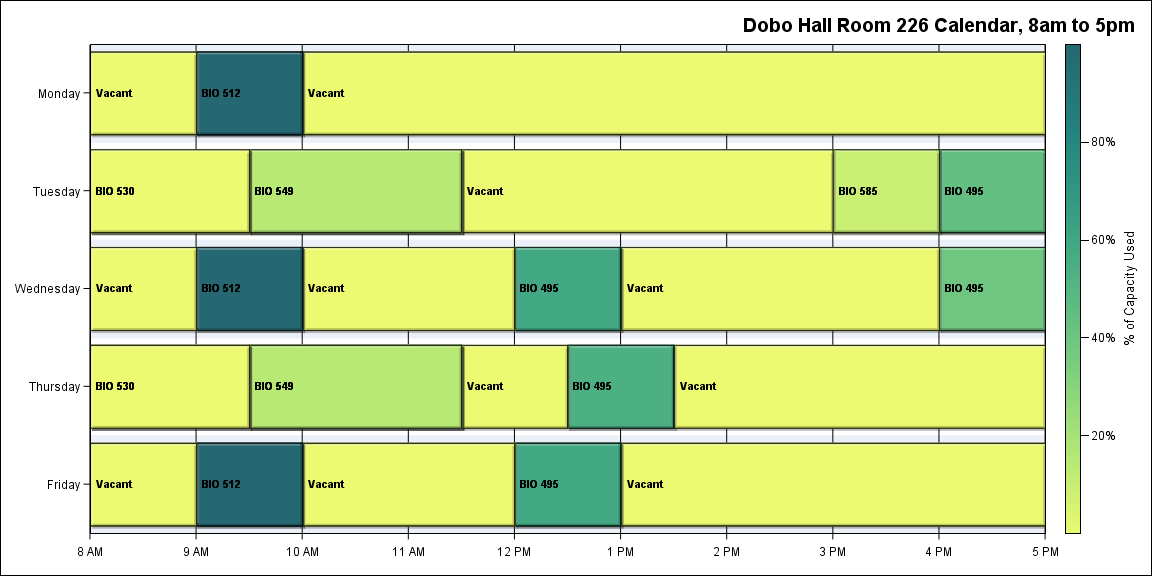 Dobo Hall Room 226 Calendar, 8am to 5pm
Monday
Vacant
BIO 512
Vacant
Tuesday
BIO 530
BIO 549
Vacant
BIO 585
BIO 495
Wednesday
Vacant
BIO 512
Vacant
BIO 495
Vacant
BIO 495
Thursday
BIO 530
BIO 549
Vacant
BIO 495
Vacant
Friday
Vacant
BIO 512
Vacant
BIO 495
Vacant
8 AM
9 AM
10 AM
11 AM
12 PM
1 PM
2 PM
3 PM
4 PM
5 PM
80%
60%
40%
20%
% of Capacity Used